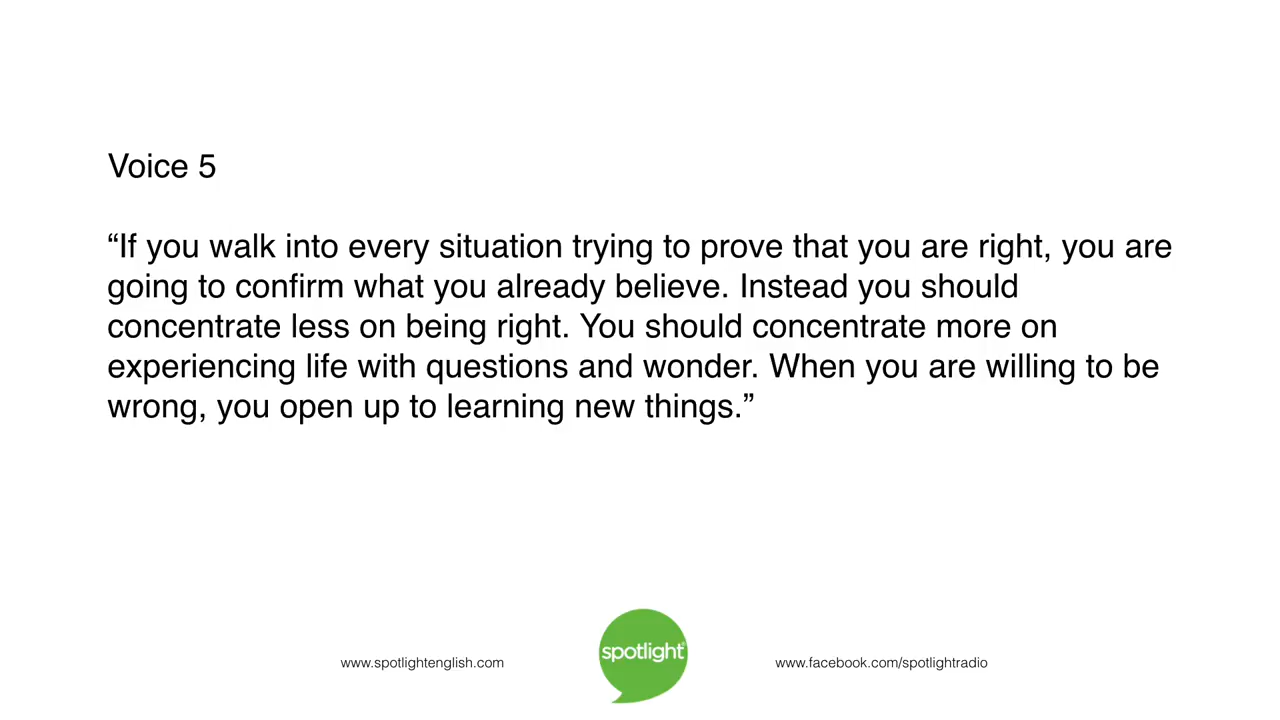 Voice 5
“If you walk into every situation trying to prove that you are right, you are
going to confirm what you already believe. Instead you should
concentrate less on being right. You should concentrate more on
experiencing life with questions and wonder. When you are willing to be
wrong, you open up to learning new things.”
www.spotlightenglish.com
spotlight®
www.facebook.com/spotlightradio